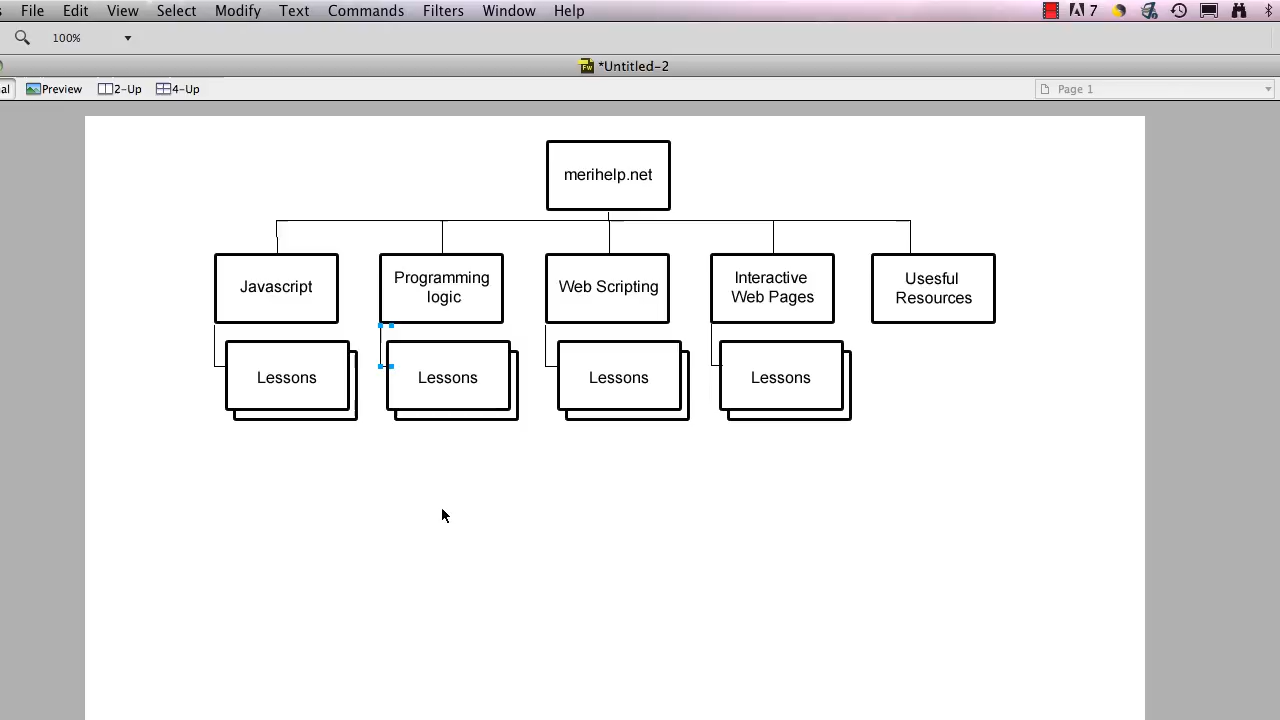 File Edit View Select Modify Text Commands Filters Window Help 7
100%
*Untitled-2
Preview 2-Up 4-Up Page 1
merihelp.net
Javascript
Programming
logic
Web Scripting
Interactive
Web Pages
Usesful
Resources
Lessons
Lessons
Lessons
Lessons